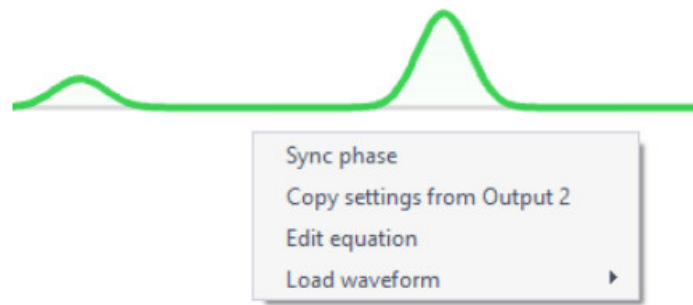 Sync phase
Copy settings from Output 2
Edit equation
Load waveform